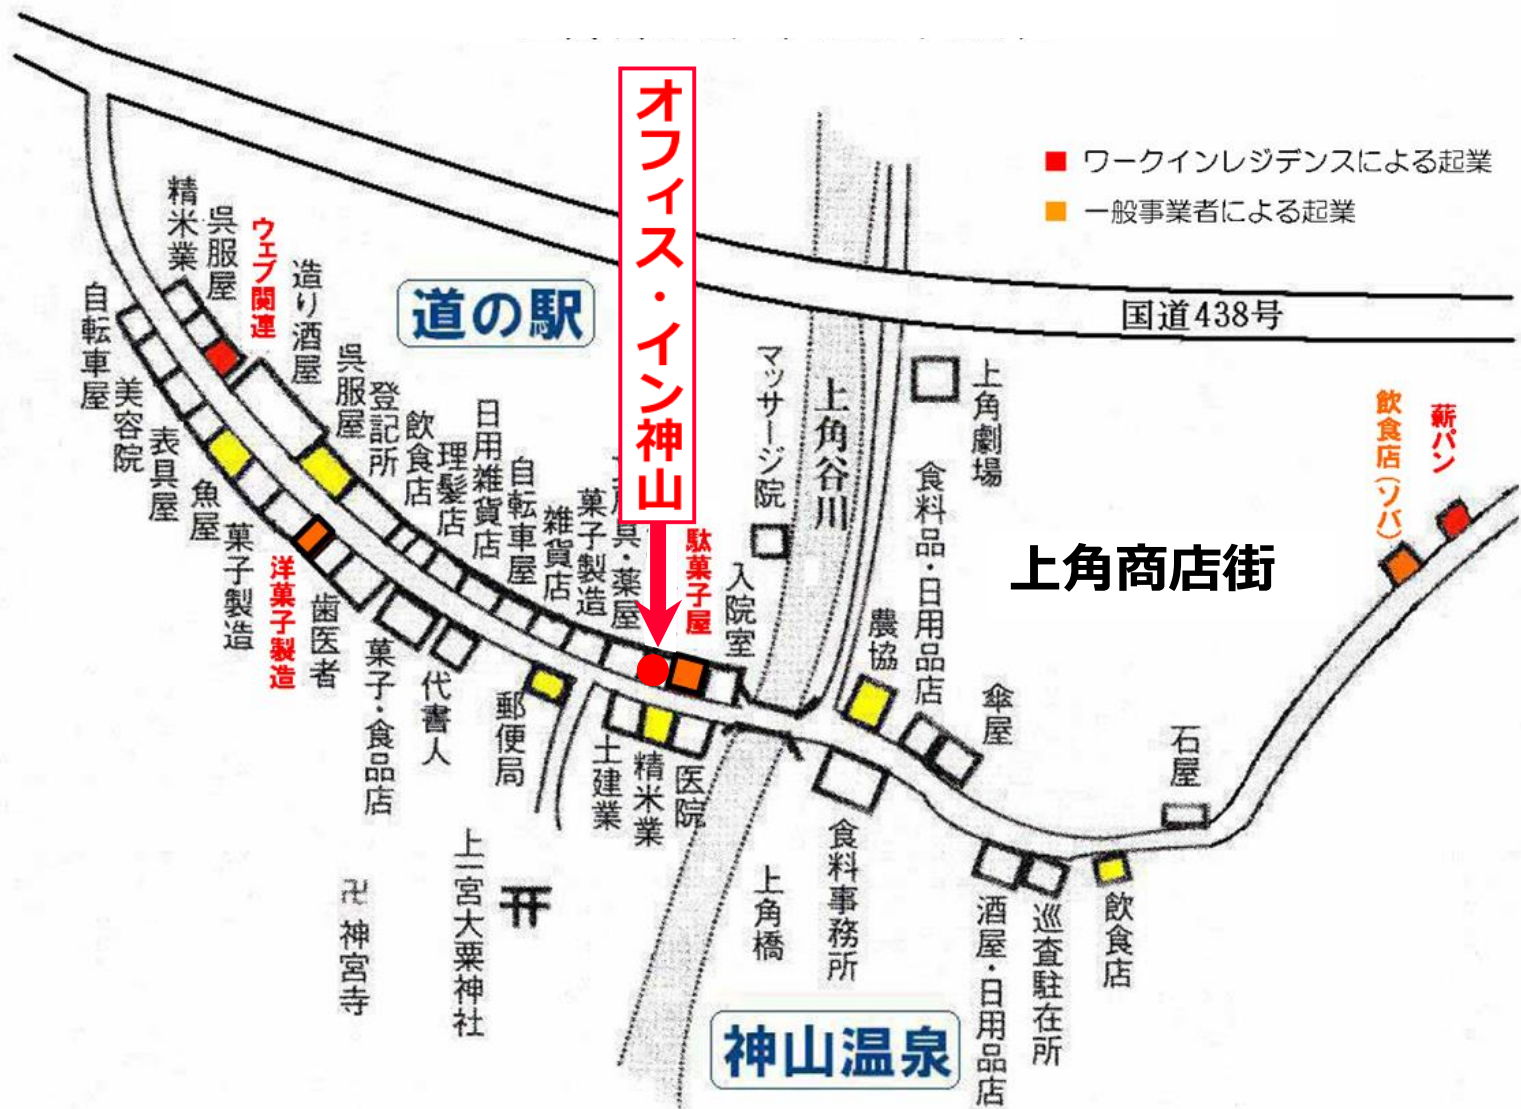 オフィス・イン神山
ワークインレジデンスによる起業
一般事業者による起業
国道438号
道の駅
精米業
呉服屋
ウェブ関連
造り酒屋
呉服屋
登記所
飲食店
理髪店
日用雑貨店
自転車屋
雑貨店
菓子製造
具・薬屋
駄菓子屋
入院室
マッサージ院
上角谷川
上角劇場
食料品・日用品店
農協
傘屋
石屋
飲食店(ソバ)
薪パン
上角商店街
自転車屋
美容院
表具屋
魚屋
菓子製造
洋菓子製造
歯医者
菓子・食品店
代書人
郵便局
土建業
精米業
医院
上角橋
食料事務所
酒屋・日用品店
巡査駐在所
飲食店
卍 神宮寺
上一宮大粟神社
神山温泉